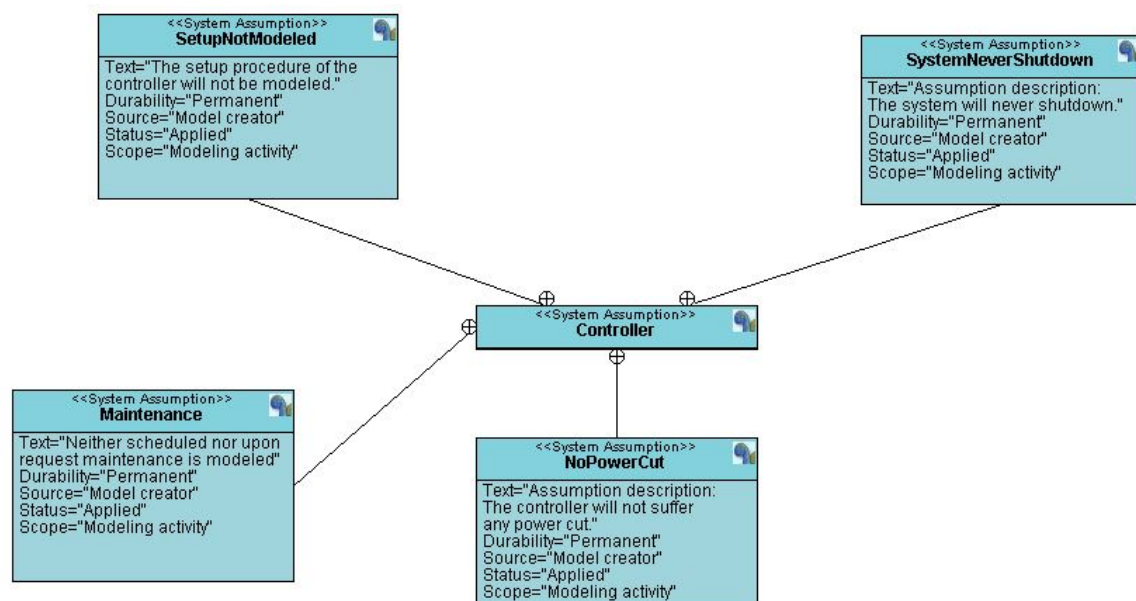 <<System Assumption>>
SetupNotModeled
Text="The setup procedure of the
controller will not be modeled."
Durability="Permanent"
Source="Model creator"
Status="Applied"
Scope="Modeling activity"
<<System Assumption>>
SystemNeverShutdown
Text="Assumption description:
The system will never shutdown."
Durability="Permanent"
Source="Model creator"
Status="Applied"
Scope="Modeling activity"
<<System Assumption>>
Controller
<<System Assumption>>
Maintenance
Text="Neither scheduled nor upon
request maintenance is modeled"
Durability="Permanent"
Source="Model creator"
Status="Applied"
Scope="Modeling activity"
<<System Assumption>>
NoPowerCut
Text="Assumption description:
The controller will not suffer
any power cut."
Durability="Permanent"
Source="Model creator"
Status="Applied"
Scope="Modeling activity"